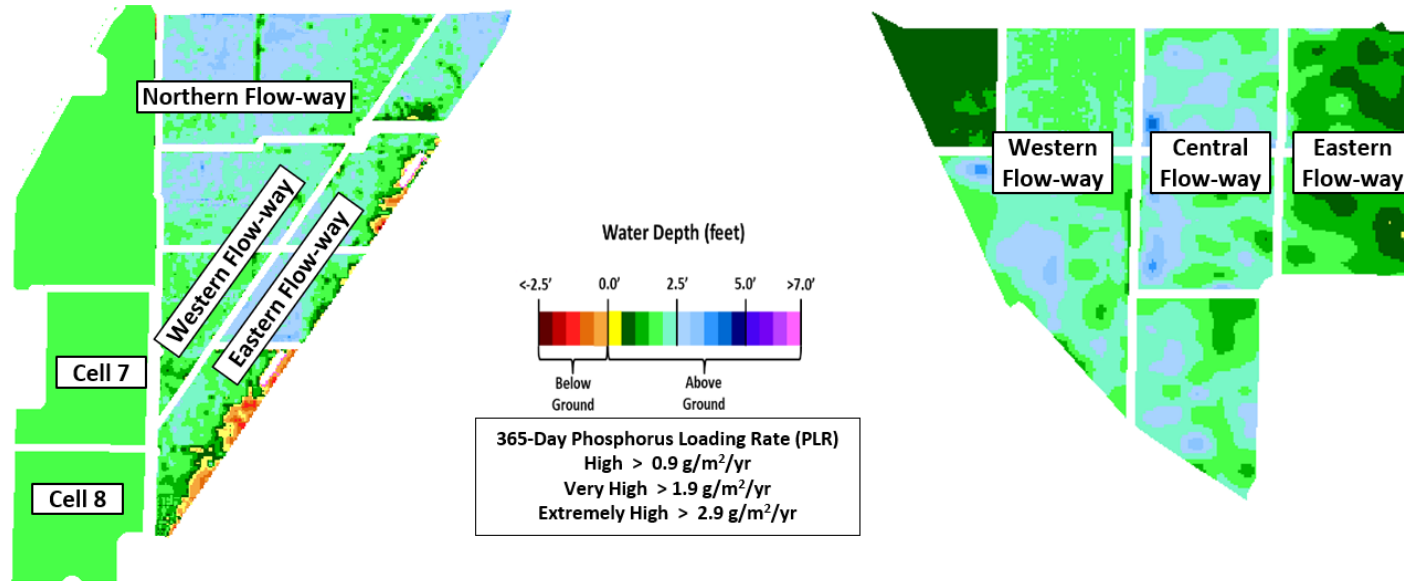 Northern Flow-way
Western Flow-way
Eastern Flow-way
Cell 7
Cell 8
Water Depth (feet)
<-2.5' 0.0' 2.5' 5.0' >7.0'
Below
Ground
Above
Ground
365-Day Phosphorus Loading Rate (PLR)
High > 0.9 g/m²/yr
Very High > 1.9 g/m²/yr
Extremely High > 2.9 g/m²/yr
Western
Flow-way
Central
Flow-way
Eastern
Flow-way